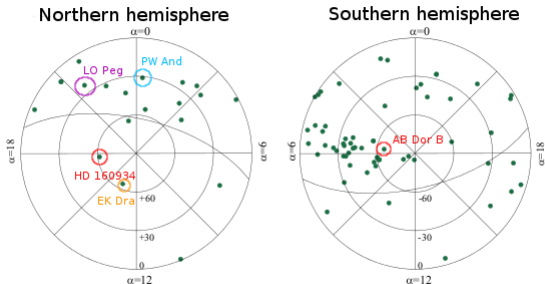 Northern hemisphere
Southern hemisphere
α=0
α=0
PW And
LO Peg
α=18
α=6
α=6
α=18
AB Dor B
HD 160934
EK Dra
+60
-60
+30
-30
0
0
α=12
α=12